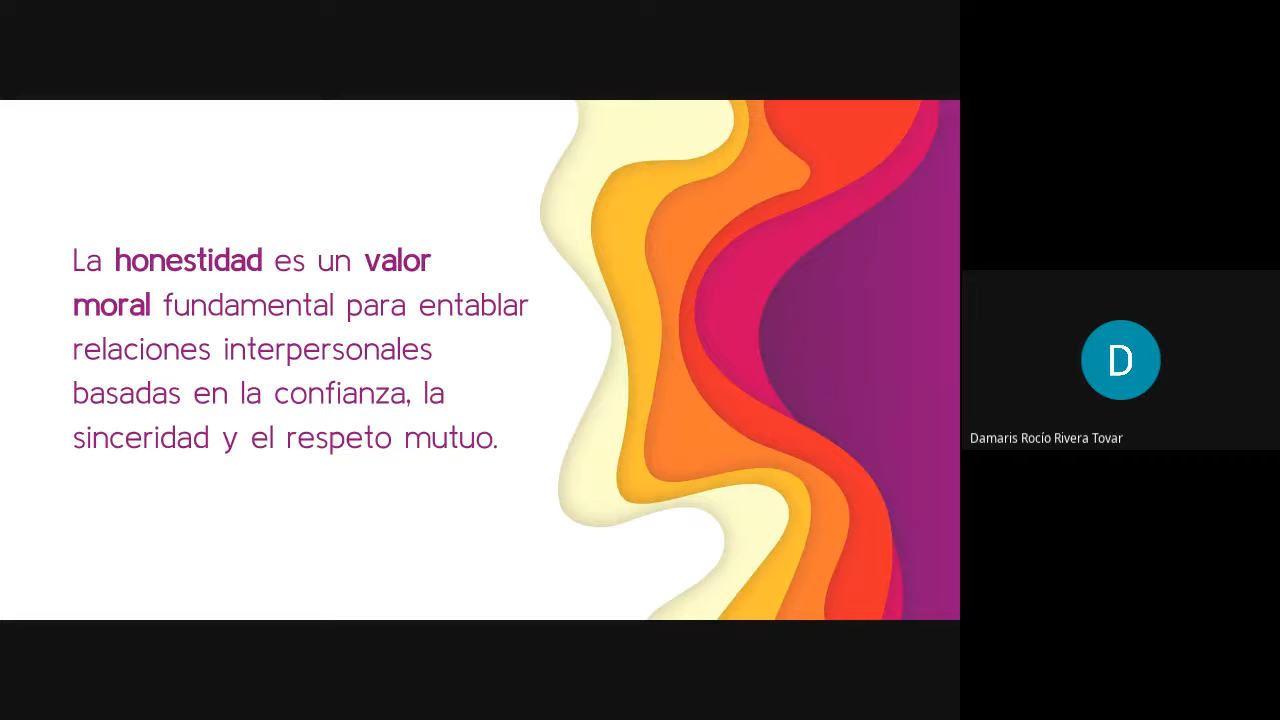 La honestidad es un valor
moral fundamental para entablar
relaciones interpersonales
basadas en la confianza, la
sinceridad y el respeto mutuo.
D
Damaris Rocío Rivera Tovar